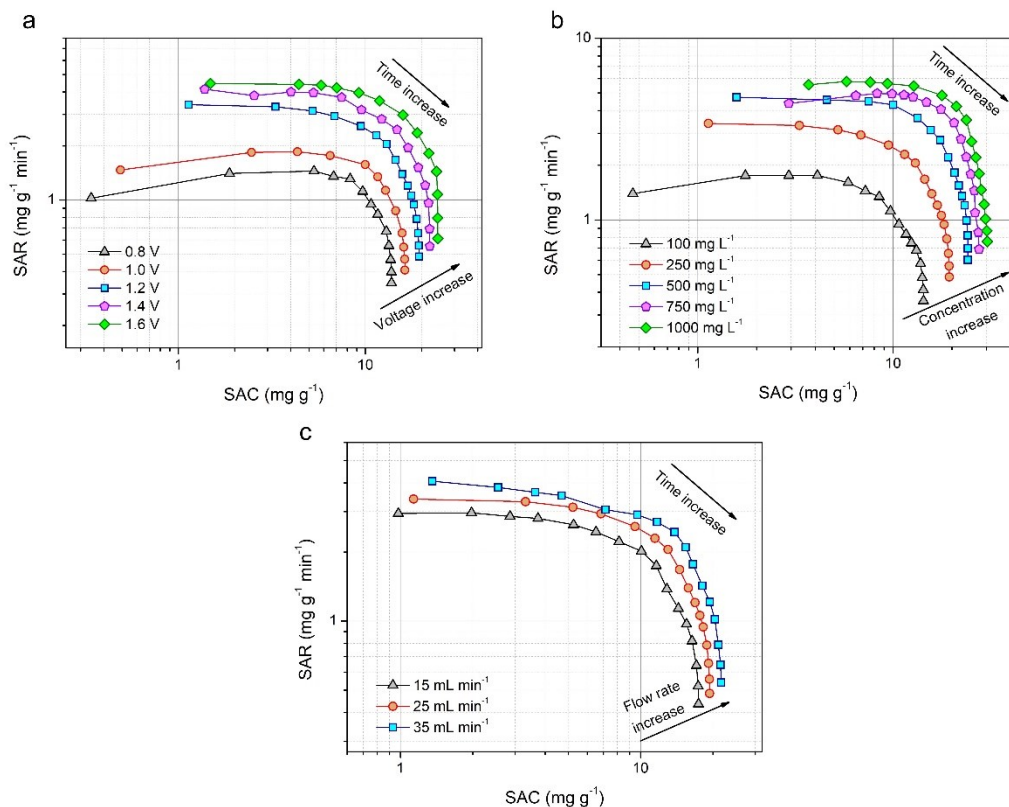 a
SAR (mg g⁻¹ min⁻¹)
1
Time increase
0.8 V
1.0 V
1.2 V
1.4 V
1.6 V
Voltage increase
1 10
SAC (mg g⁻¹)
b
SAR (mg g⁻¹ min⁻¹)
10
1
Time increase
100 mg L⁻¹
250 mg L⁻¹
500 mg L⁻¹
750 mg L⁻¹
1000 mg L⁻¹
Concentration
increase
1 10
SAC (mg g⁻¹)
c
SAR (mg g⁻¹ min⁻¹)
1
Time increase
15 mL min⁻¹
25 mL min⁻¹
35 mL min⁻¹
Flow rate
increase
1 10
SAC (mg g⁻¹)